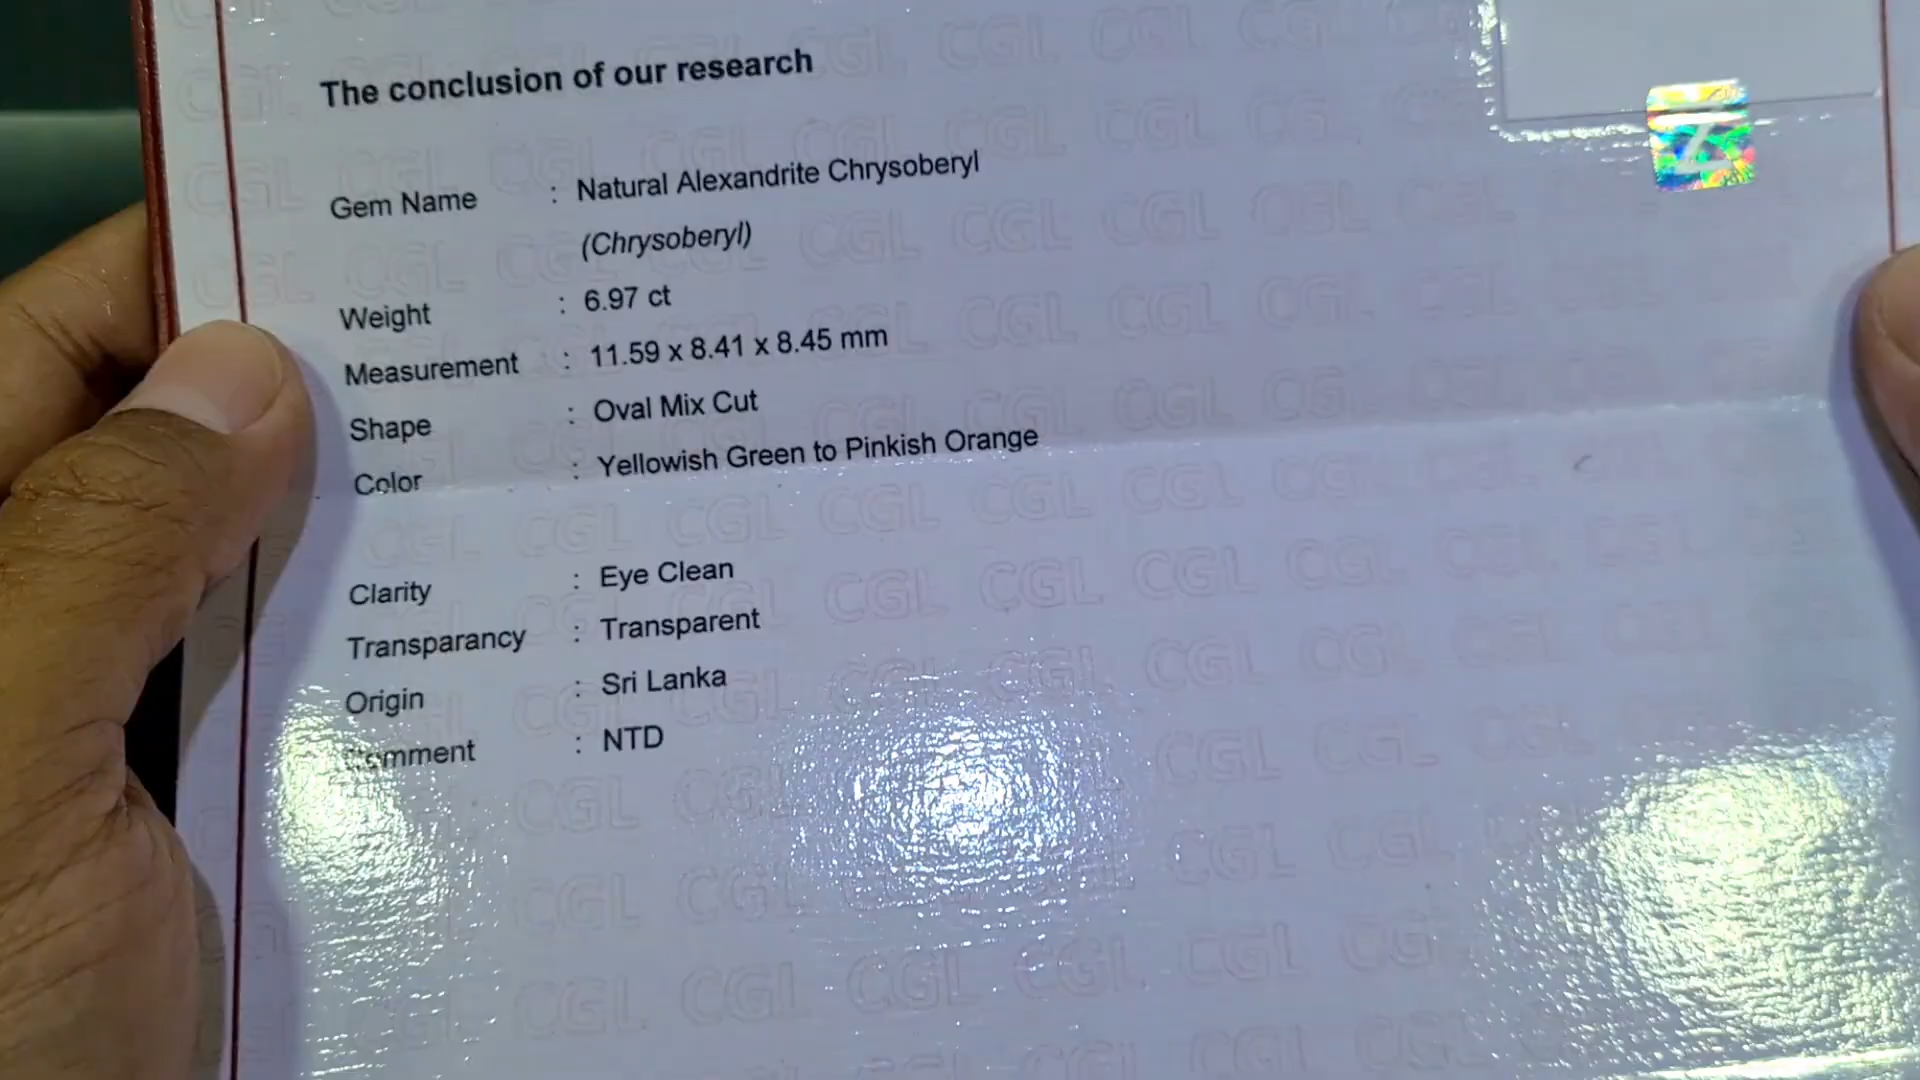 The conclusion of our research
Gem Name : Natural Alexandrite Chrysoberyl
(Chrysoberyl)
Weight : 6.97 ct
Measurement : 11.59 x 8.41 x 8.45 mm
Shape : Oval Mix Cut
Color : Yellowish Green to Pinkish Orange
Clarity : Eye Clean
Transparancy : Transparent
Origin : Sri Lanka
Comment : NTD
CGL